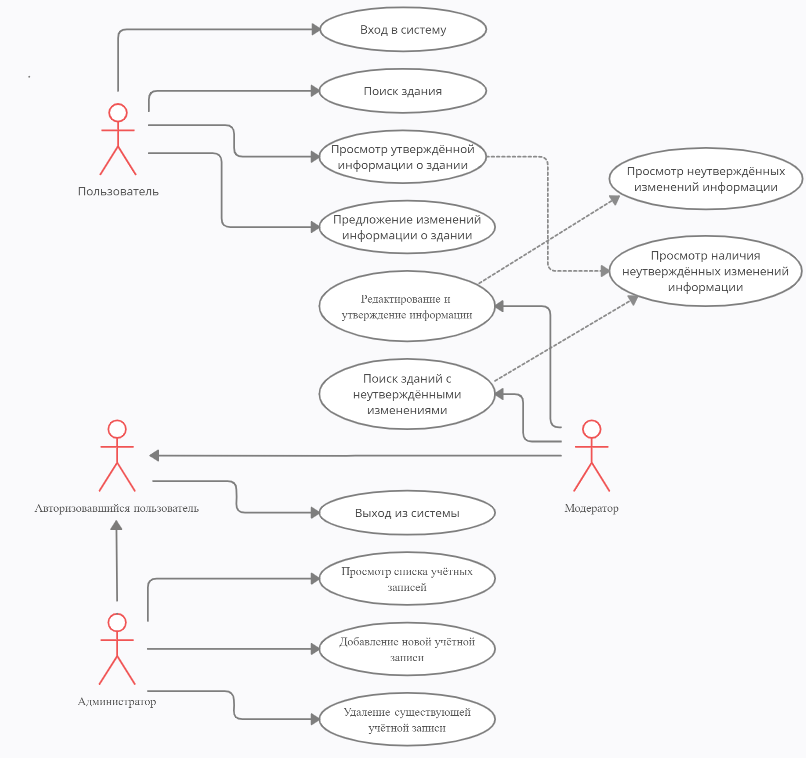 Вход в систему
Поиск здания
Просмотр утверждённой
информации о здании
Просмотр неутверждённых
изменений информации
Пользователь
Предложение изменений
информации о здании
Просмотр наличия
неутверждённых изменений
информации
Редактирование и
утверждение информации
Поиск зданий с
неутверждёнными
изменениями
Авторизовавшийся пользователь
Выход из системы
Модератор
Просмотр списка учётных
записей
Добавление новой учётной
записи
Администратор
Удаление существующей
учётной записи